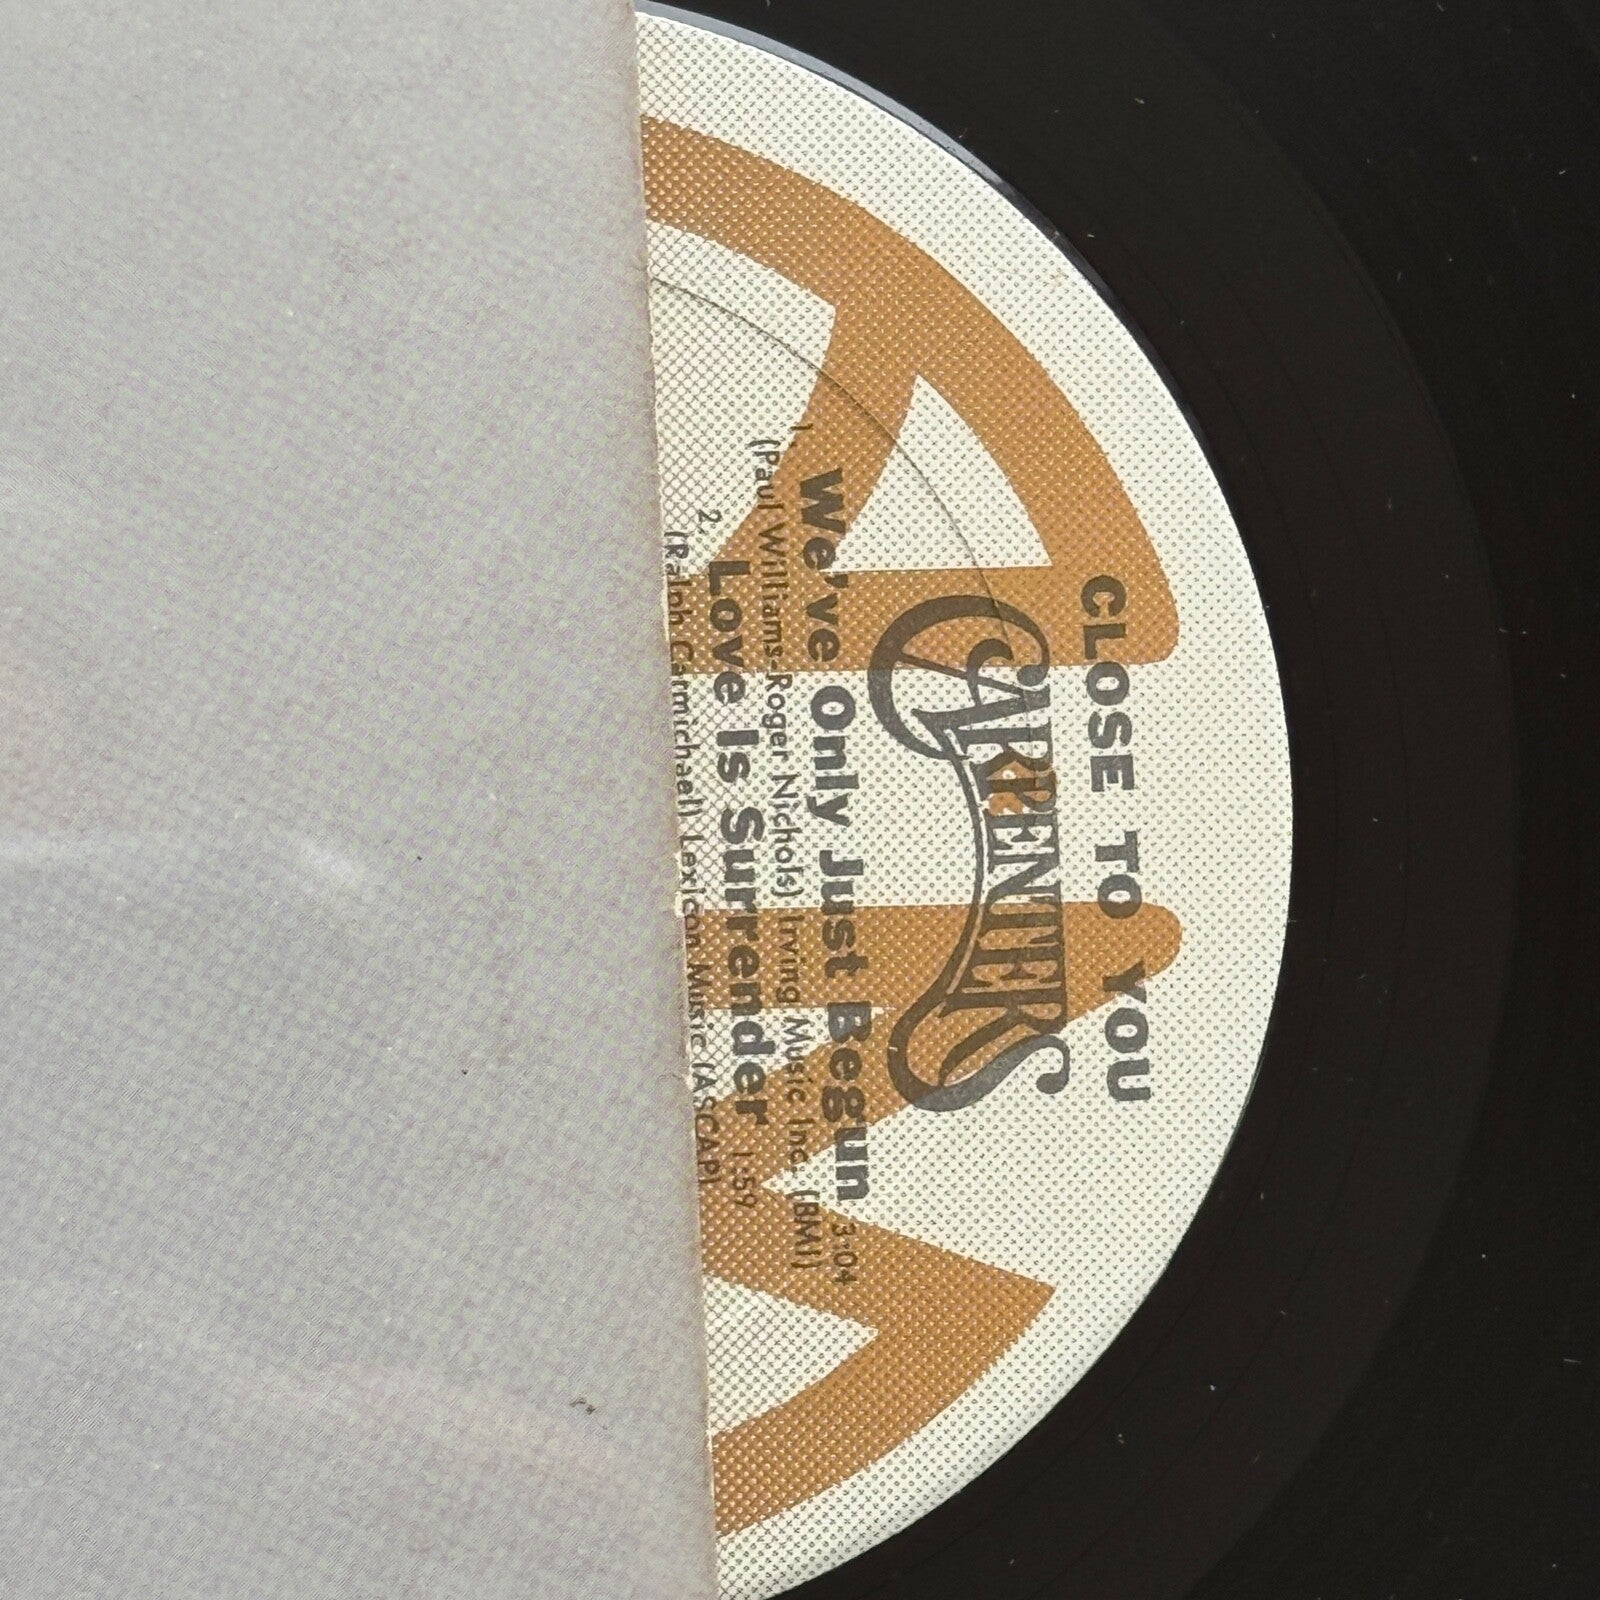 CLOSE TO YOU
CARPENTERS
1. We've Only Just Begun 3:04
(Paul Williams-Roger Nichols) Irving Music Inc. (BMI)
2. Love Is Surrender 1:59
(Ralph Carmichael) Lexicon Music (ASCAP)